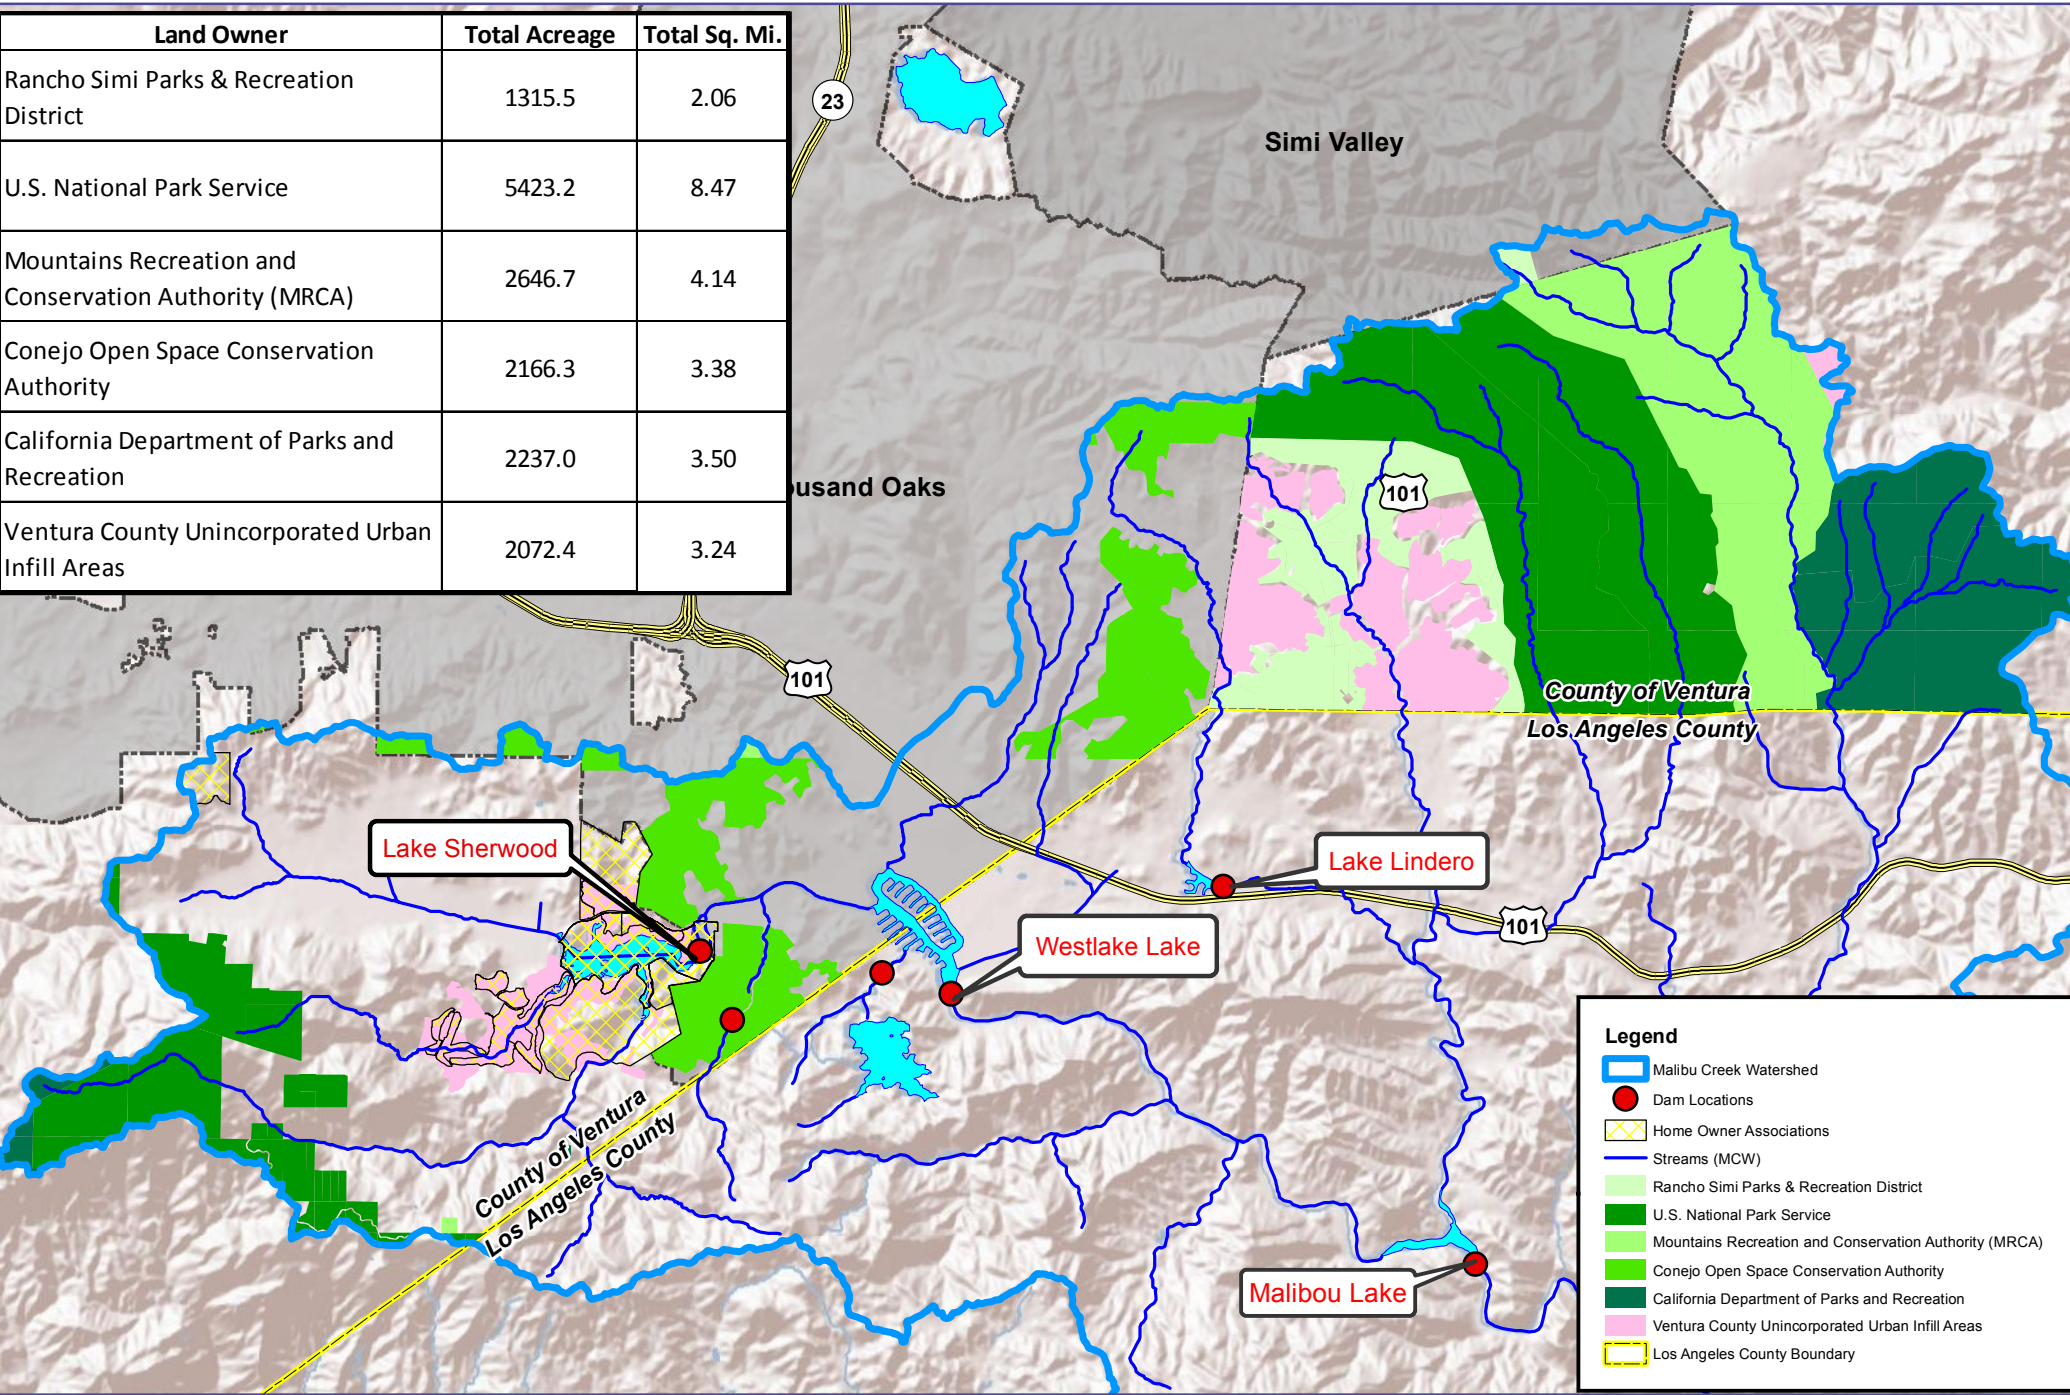 Land Owner Total Acreage Total Sq. Mi.
Rancho Simi Parks & Recreation
District
1315.5 2.06
U.S. National Park Service 5423.2 8.47
Mountains Recreation and
Conservation Authority (MRCA)
2646.7 4.14
Conejo Open Space Conservation
Authority
2166.3 3.38
California Department of Parks and
Recreation
2237.0 3.50
Ventura County Unincorporated Urban
Infill Areas
2072.4 3.24
23
Simi Valley
ousand Oaks
101
101
County of Ventura
Los Angeles County
Lake Sherwood
Lake Lindero
Westlake Lake
101
County of Ventura
Los Angeles County
Malibou Lake
Legend
Malibu Creek Watershed
Dam Locations
Home Owner Associations
Streams (MCW)
Rancho Simi Parks & Recreation District
U.S. National Park Service
Mountains Recreation and Conservation Authority (MRCA)
Conejo Open Space Conservation Authority
California Department of Parks and Recreation
Ventura County Unincorporated Urban Infill Areas
Los Angeles County Boundary